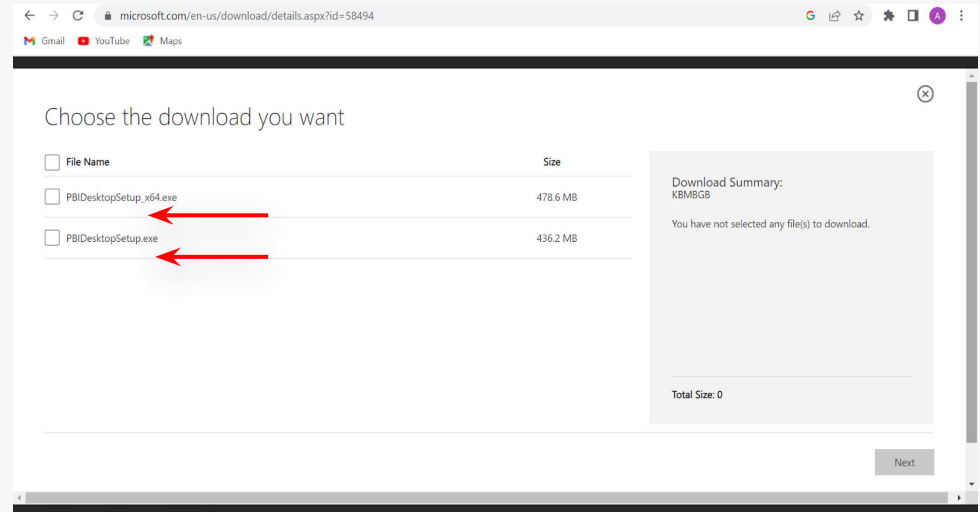 microsoft.com/en-us/download/details.aspx?id=58494
G
A
Gmail YouTube Maps
Choose the download you want
File Name Size
PBIDesktopSetup_x64.exe 478.6 MB
PBIDesktopSetup.exe 436.2 MB
Download Summary:
KBMBGB
You have not selected any file(s) to download.
Total Size: 0
Next